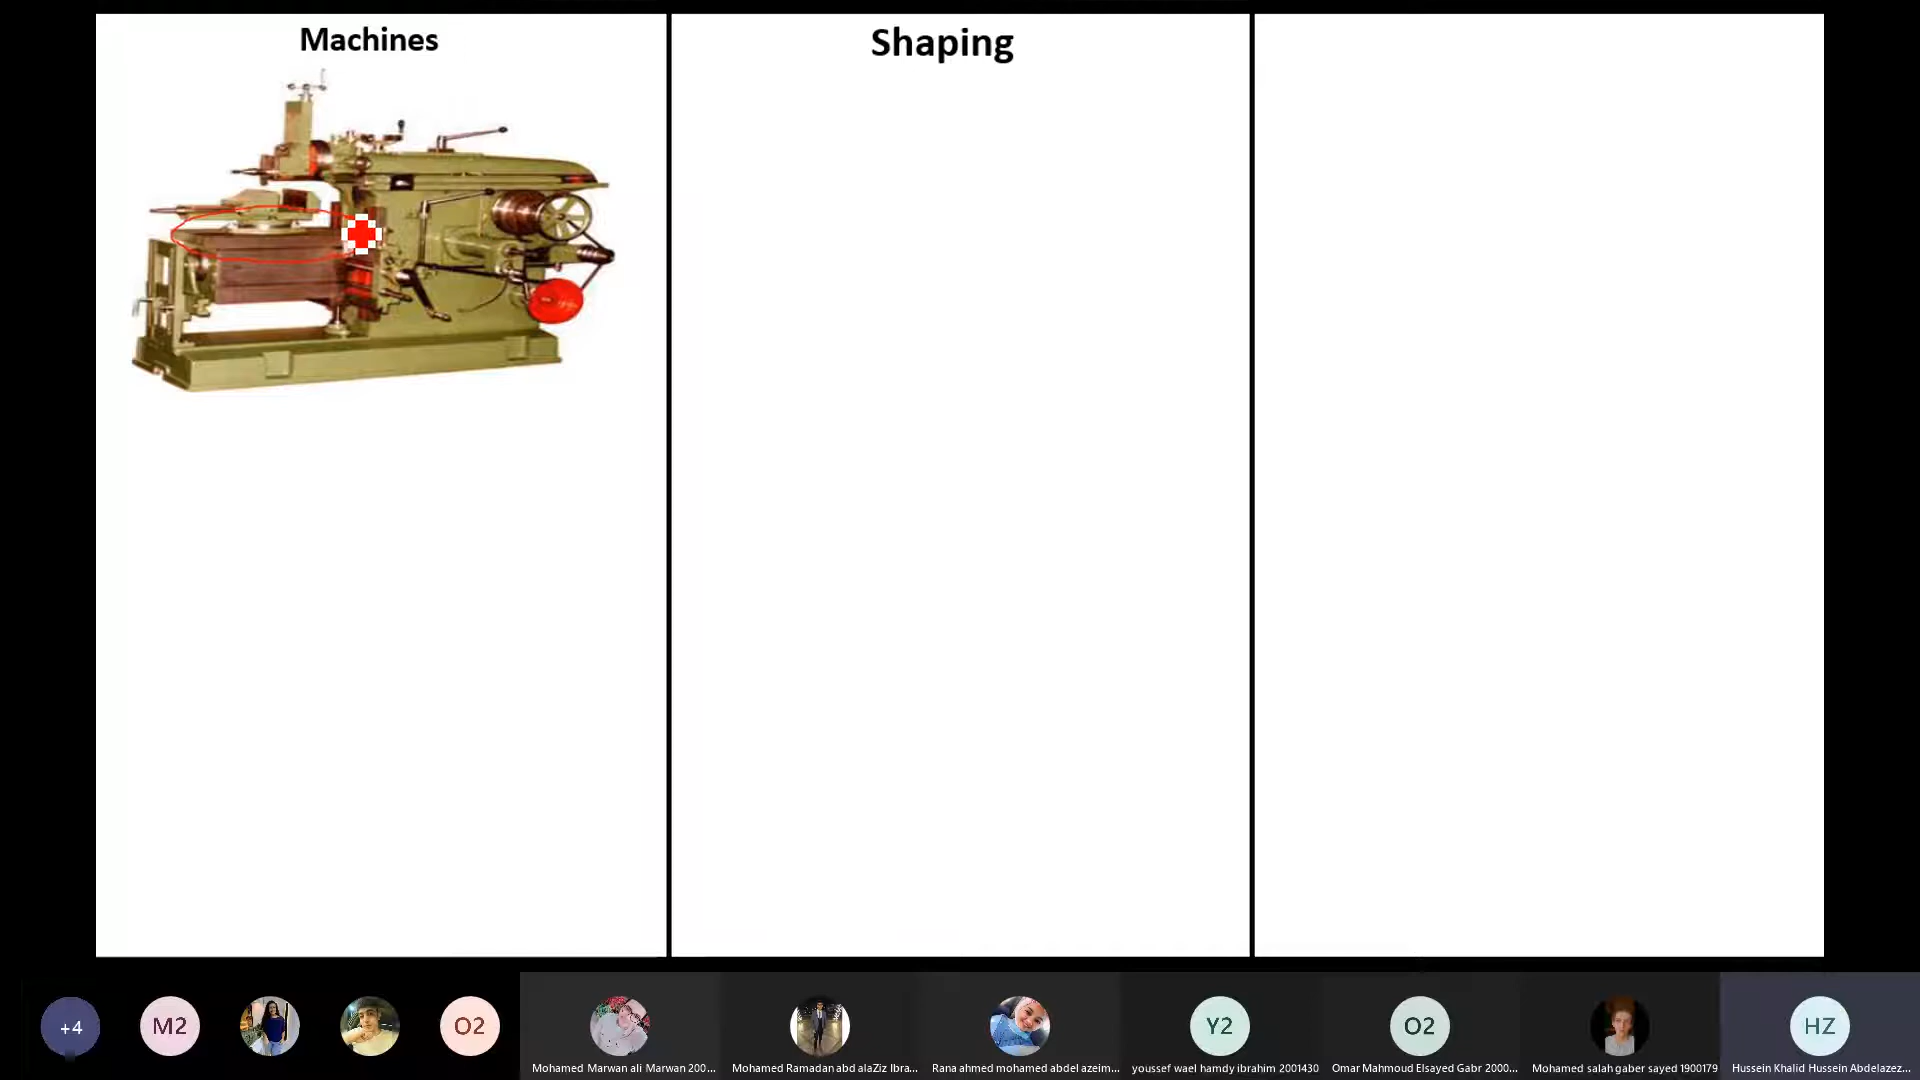 Machines
Shaping
+4
M2
O2
Y2
O2
HZ
Mohamed Marwan ali Marwan 200...
Mohamed Ramadan abd alaZiz Ibra...
Rana ahmed mohamed abdel azeim...
youssef wael hamdy ibrahim 2001430
Omar Mahmoud Elsayed Gabr 2000...
Mohamed salah gaber sayed 1900179
Hussein Khalid Hussein Abdelazez...